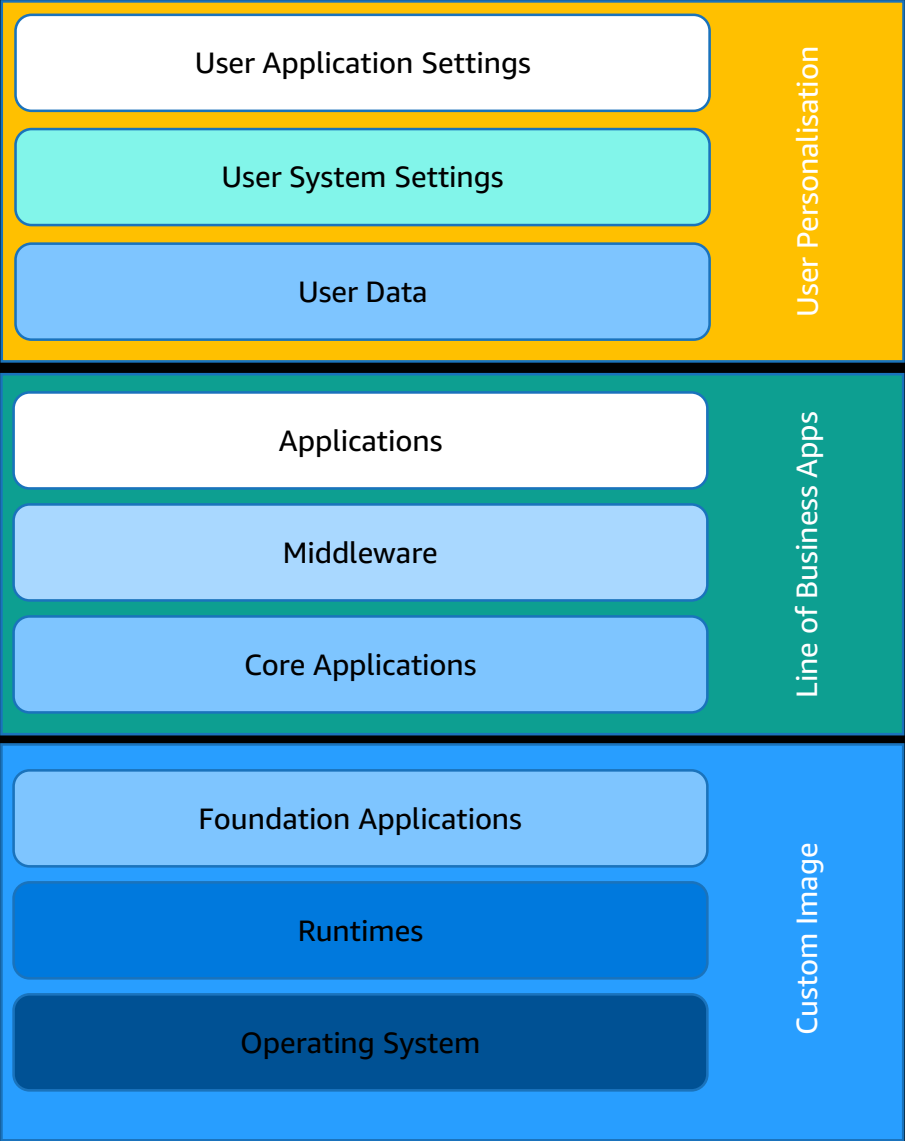 User Application Settings
User System Settings
User Data
User Personalisation
Applications
Middleware
Core Applications
Line of Business Apps
Foundation Applications
Runtimes
Operating System
Custom Image